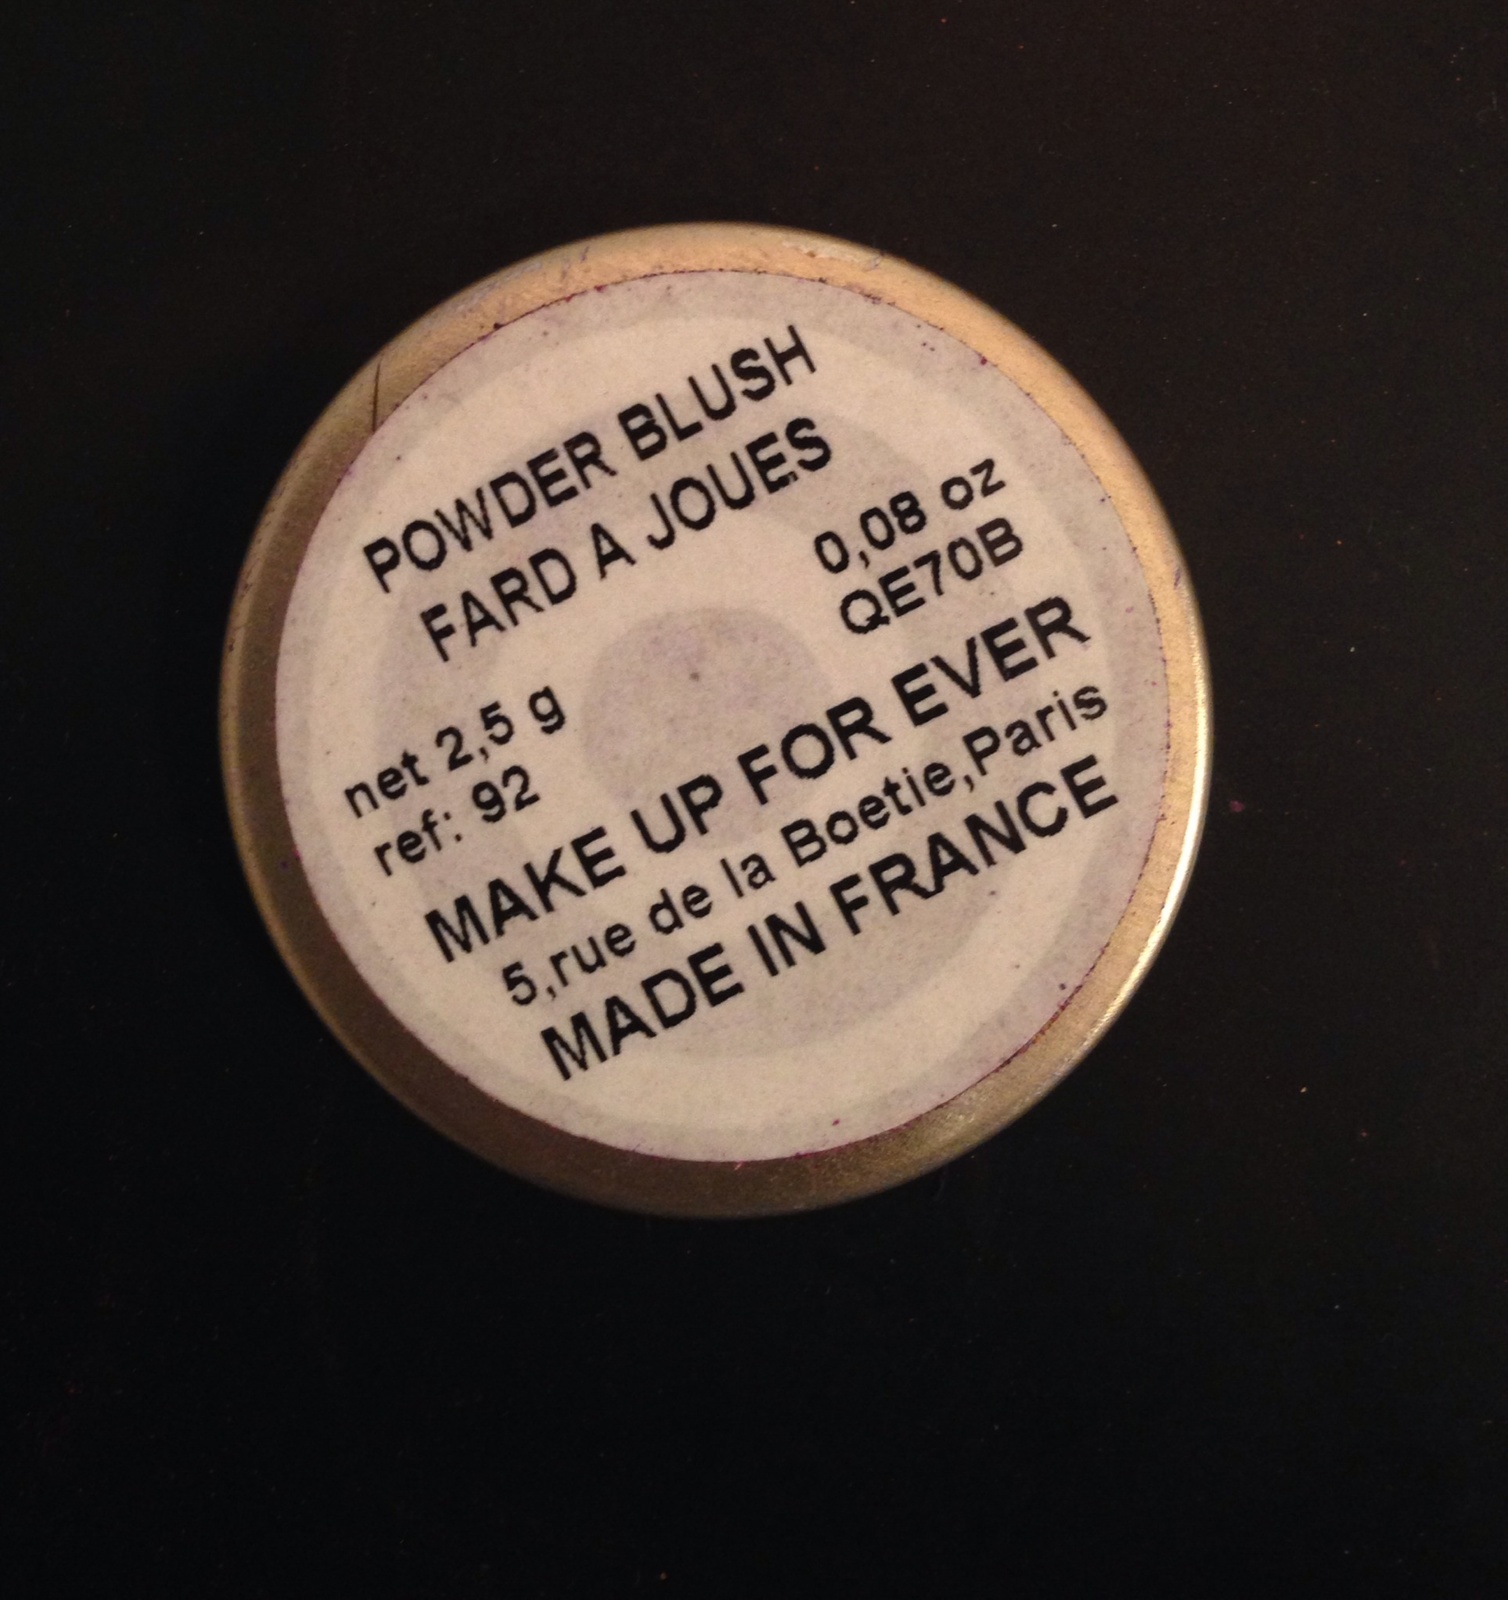 POWDER BLUSH
FARD A JOUES
0,08 oz
QE70B
net 2,5 g
ref: 92
MAKE UP FOR EVER
5,rue de la Boetie,Paris
MADE IN FRANCE